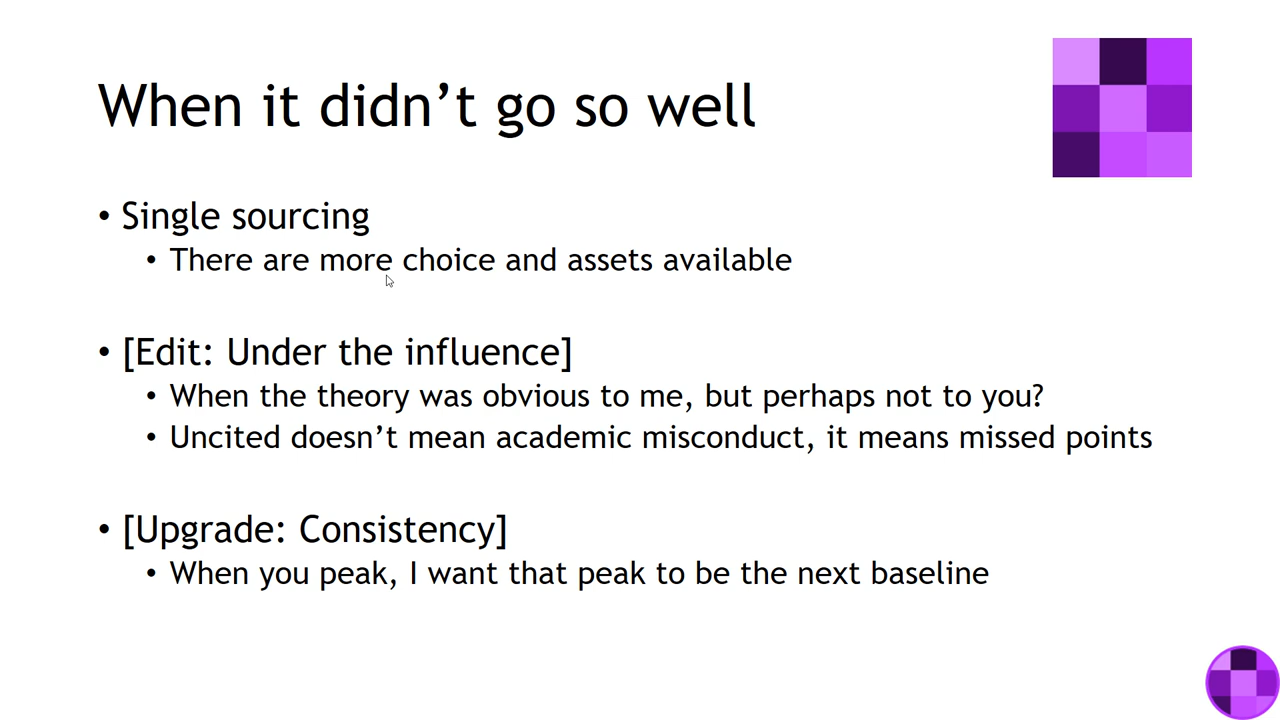 When it didn’t go so well
• Single sourcing
• There are more choice and assets available
• [Edit: Under the influence]
• When the theory was obvious to me, but perhaps not to you?
• Uncited doesn’t mean academic misconduct, it means missed points
• [Upgrade: Consistency]
• When you peak, I want that peak to be the next baseline